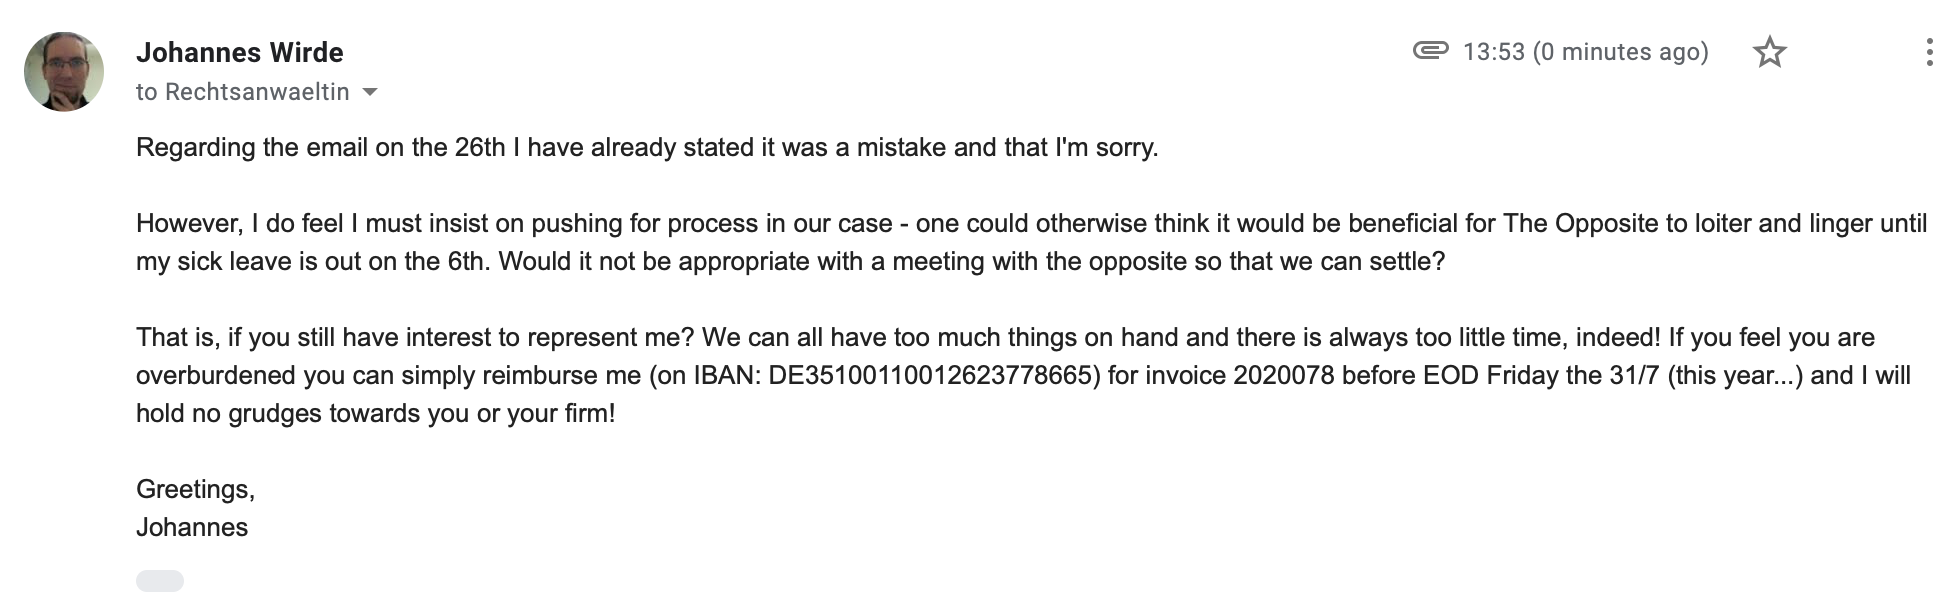 Johannes Wirde
13:53 (0 minutes ago)
to Rechtsanwaeltin
Regarding the email on the 26th I have already stated it was a mistake and that I'm sorry.
However, I do feel I must insist on pushing for process in our case - one could otherwise think it would be beneficial for The Opposite to loiter and linger until
my sick leave is out on the 6th. Would it not be appropriate with a meeting with the opposite so that we can settle?
That is, if you still have interest to represent me? We can all have too much things on hand and there is always too little time, indeed! If you feel you are
overburdened you can simply reimburse me (on IBAN: DE35100110012623778665) for invoice 2020078 before EOD Friday the 31/7 (this year...) and I will
hold no grudges towards you or your firm!
Greetings,
Johannes